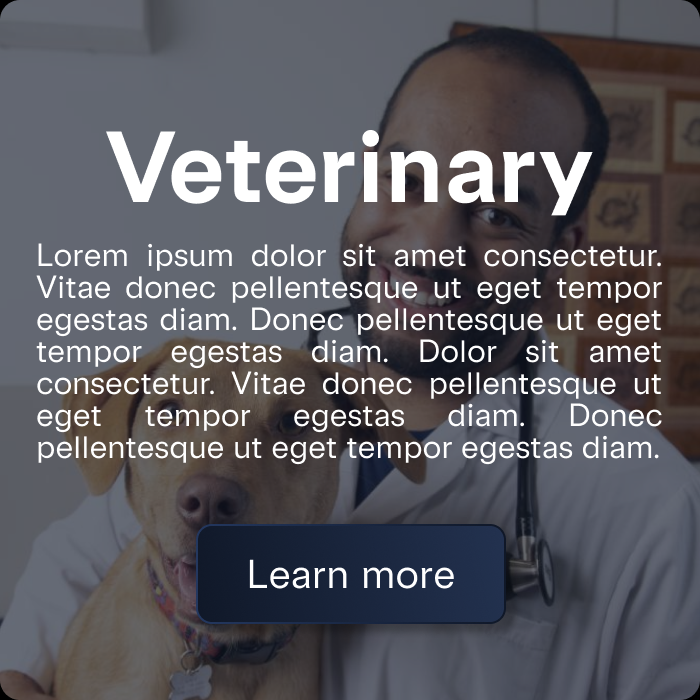 Veterinary
Lorem ipsum dolor sit amet consectetur.
Vitae donec pellentesque ut eget tempor
egestas diam. Donec pellentesque ut eget
tempor egestas diam. Dolor sit amet
consectetur. Vitae donec pellentesque ut
eget tempor egestas diam. Donec
pellentesque ut eget tempor egestas diam.
Learn more